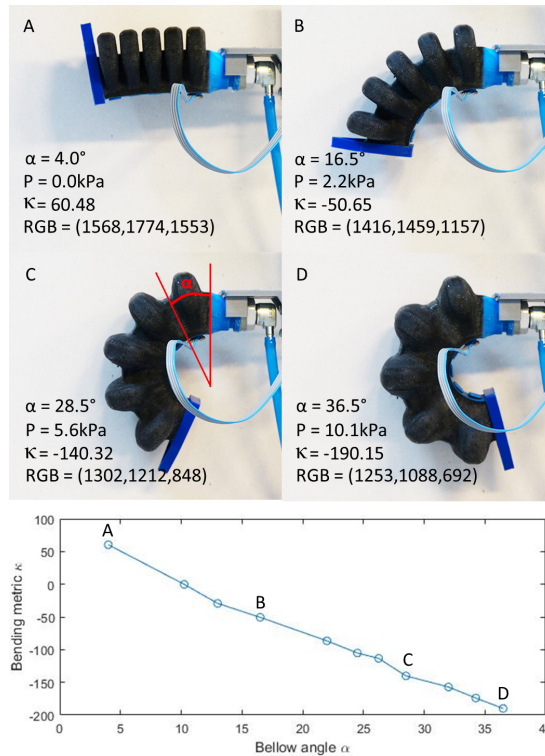 A
α = 4.0°
P = 0.0kPa
κ = 60.48
RGB = (1568,1774,1553)
B
α = 16.5°
P = 2.2kPa
κ = -50.65
RGB = (1416,1459,1157)
C
α
α = 28.5°
P = 5.6kPa
κ = -140.32
RGB = (1302,1212,848)
D
α = 36.5°
P = 10.1kPa
κ = -190.15
RGB = (1253,1088,692)
Bending metric κ
100
50
0
-50
-100
-150
-200
A
B
C
D
0 5 10 15 20 25 30 35
Bellow angle α